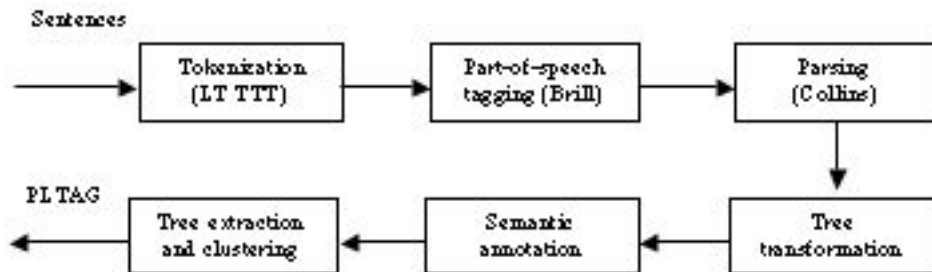 Sentences
Tokenization
(LT TTT)
Part-of-speech
tagging (Brill)
Parsing
(Collins)
PLTAG
Tree extraction
and clustering
Semantic
annotation
Tree
transformation